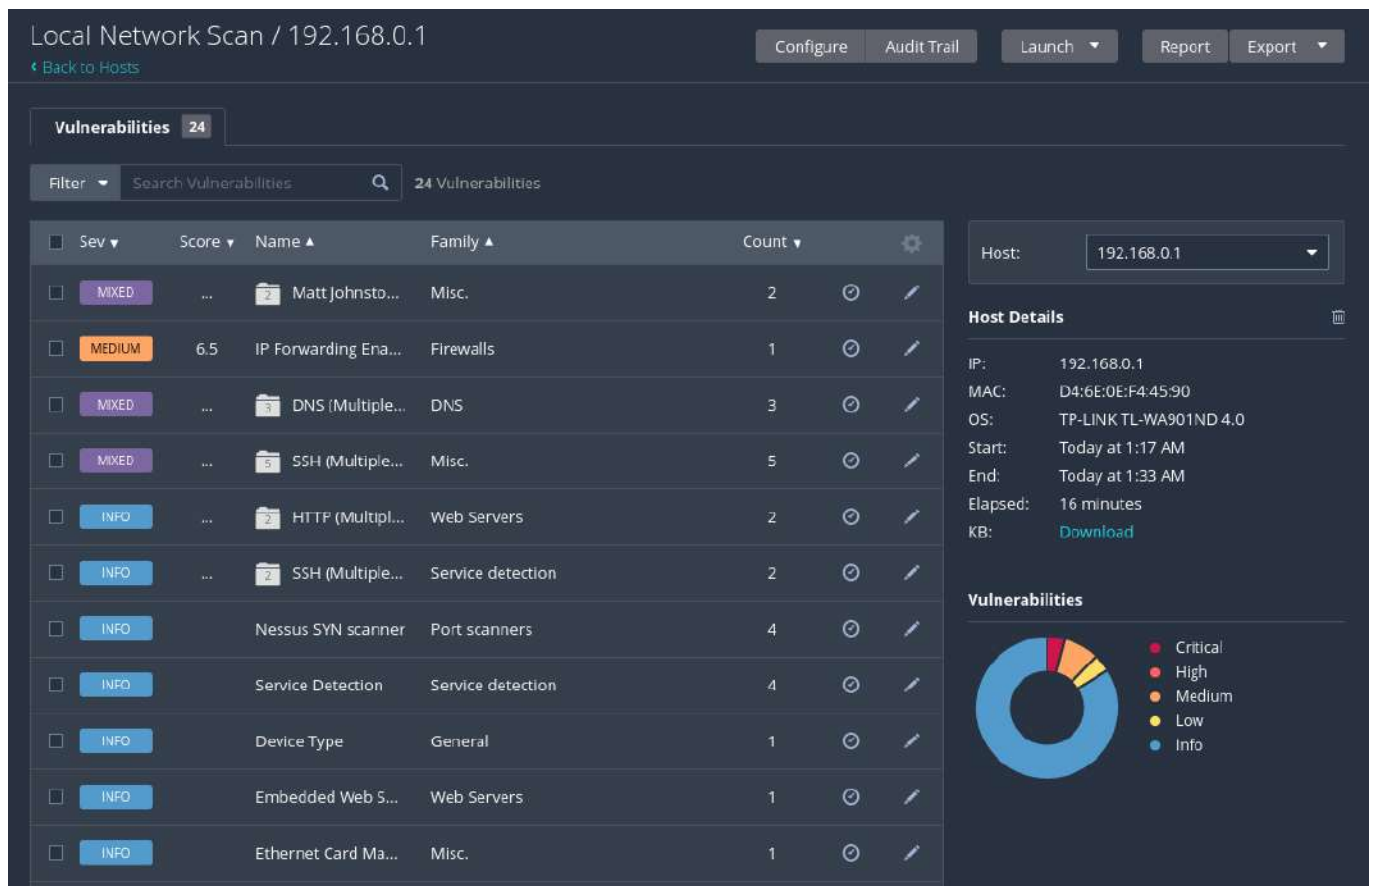 Local Network Scan / 192.168.0.1
Back to Hosts
Configure Audit Trail Launch Report Export
Vulnerabilities 24
Filter Search Vulnerabilities 24 Vulnerabilities
Sev Score Name Family Count
MIXED ... 2 Matt Johnsto... Misc. 2
MEDIUM 6.5 IP Forwarding Ena... Firewalls 1
MIXED ... 3 DNS (Multiple... DNS 3
MIXED ... 5 SSH (Multiple... Misc. 5
INFO ... 2 HTTP (Multipl... Web Servers 2
INFO ... 2 SSH (Multiple... Service detection 2
INFO Nessus SYN scanner Port scanners 4
INFO Service Detection Service detection 4
INFO Device Type General 1
INFO Embedded Web S... Web Servers 1
INFO Ethernet Card Ma... Misc. 1
Host: 192.168.0.1
Host Details
IP: 192.168.0.1
MAC: D4:6E:0E:F4:45:90
OS: TP-LINK TL-WA901ND 4.0
Start: Today at 1:17 AM
End: Today at 1:33 AM
Elapsed: 16 minutes
KB: Download
Vulnerabilities
Critical
High
Medium
Low
Info